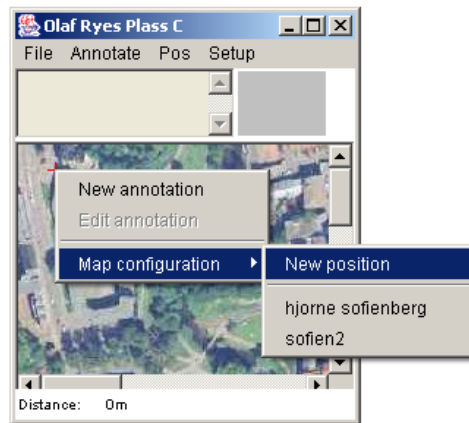 Olaf Ryes Plass C
File Annotate Pos Setup
New annotation
Edit annotation
Map configuration
New position
hjorne sofienberg
sofien2
Distance: 0m